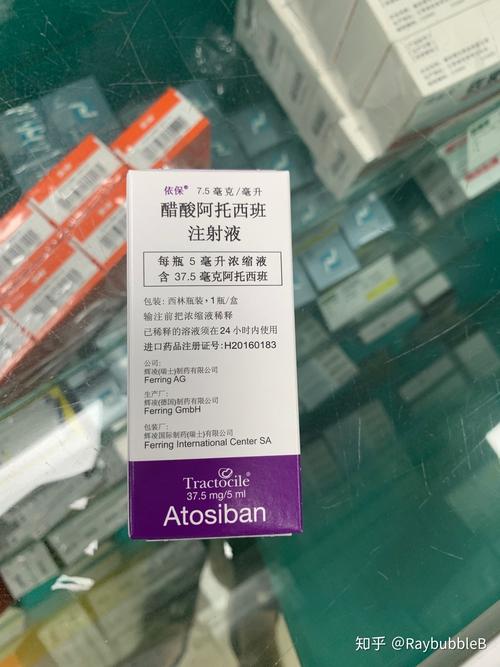 依保® 7.5 毫克/毫升
醋酸阿托西班
注射液
每瓶 5 毫升浓缩液
含 37.5 毫克阿托西班
包装: 西林瓶装,1瓶/盒
输注前把浓缩液稀释
已稀释的溶液须在24小时内使用
进口药品注册证号:H20160183
公司:
辉凌(瑞士)制药有限公司
Ferring AG
生产厂:
辉凌(德国)制药有限公司
Ferring GmbH
包装厂:
辉凌国际制药(瑞士)有限公司
Ferring International Center SA
Tractocile®
37.5 mg/5 ml
Atosiban
知乎 @RaybubbleB